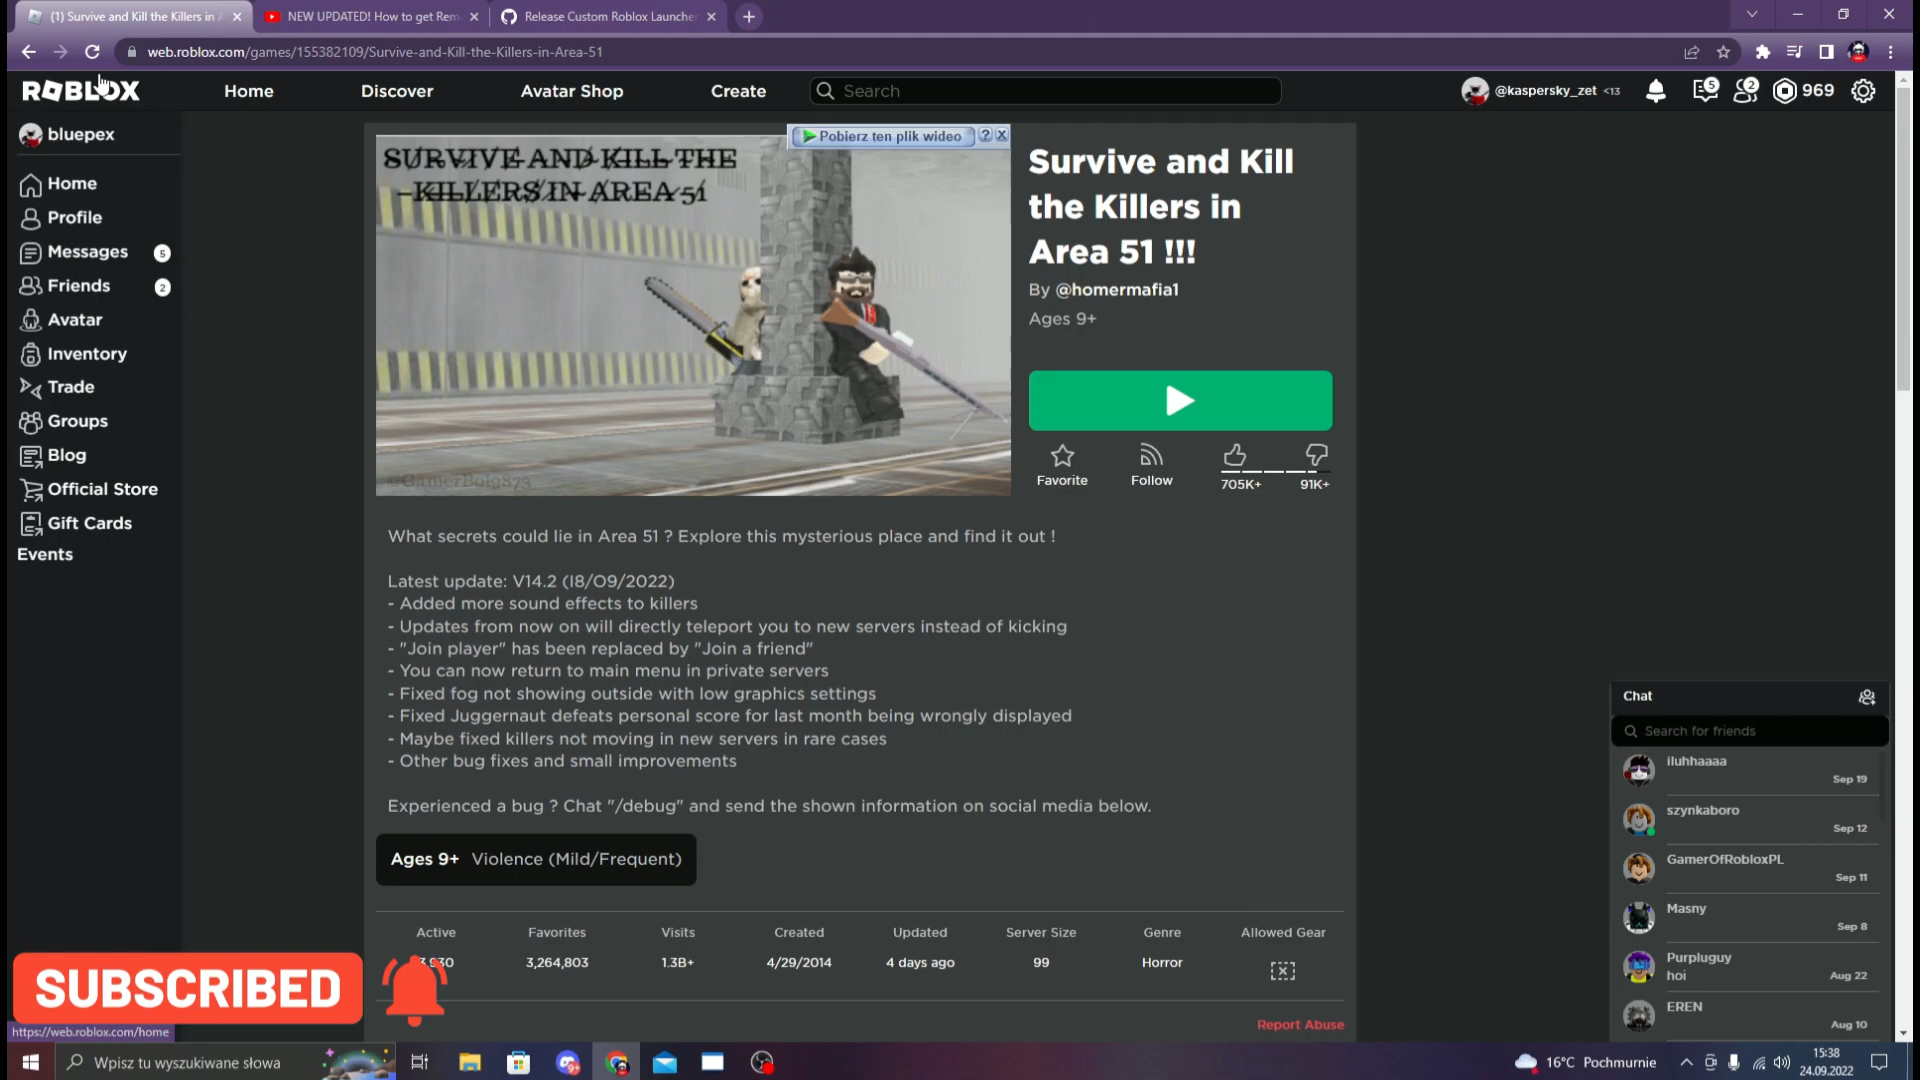 (1) Survive and Kill the Killers in A
NEW UPDATED! How to get Rem
Release Custom Roblox Launche
web.roblox.com/games/155382109/Survive-and-Kill-the-Killers-in-Area-51
ROBLOX
Home
Discover
Avatar Shop
Create
Search
@kaspersky_zet <13
5
2
969
bluepex
Home
Profile
Messages 5
Friends 2
Avatar
Inventory
Trade
Groups
Blog
Official Store
Gift Cards
Events
Pobierz ten plik wideo
?
X
SURVIVE AND KILL THE
KILLERS IN AREA 51
@GamerBoi9873
Survive and Kill
the Killers in
Area 51 !!!
By @homermafia1
Ages 9+
Favorite
Follow
705K+
91K+
What secrets could lie in Area 51 ? Explore this mysterious place and find it out !
Latest update: V14.2 (I8/O9/2022)
- Added more sound effects to killers
- Updates from now on will directly teleport you to new servers instead of kicking
- "Join player" has been replaced by "Join a friend"
- You can now return to main menu in private servers
- Fixed fog not showing outside with low graphics settings
- Fixed Juggernaut defeats personal score for last month being wrongly displayed
- Maybe fixed killers not moving in new servers in rare cases
- Other bug fixes and small improvements
Experienced a bug ? Chat "/debug" and send the shown information on social media below.
Ages 9+ Violence (Mild/Frequent)
Active Favorites Visits Created Updated Server Size Genre Allowed Gear
3,264,803 1.3B+ 4/29/2014 4 days ago 99 Horror
Report Abuse
Chat
Search for friends
iluhhaaaa
Sep 19
szynkaboro
Sep 12
GamerOfRobloxPL
Sep 11
Masny
Sep 8
Purpluguy
hoi
Aug 22
EREN
Aug 10
SUBSCRIBED
https://web.roblox.com/home
Wpisz tu wyszukiwane słowa
16°C Pochmurnie
15:38
24.09.2022